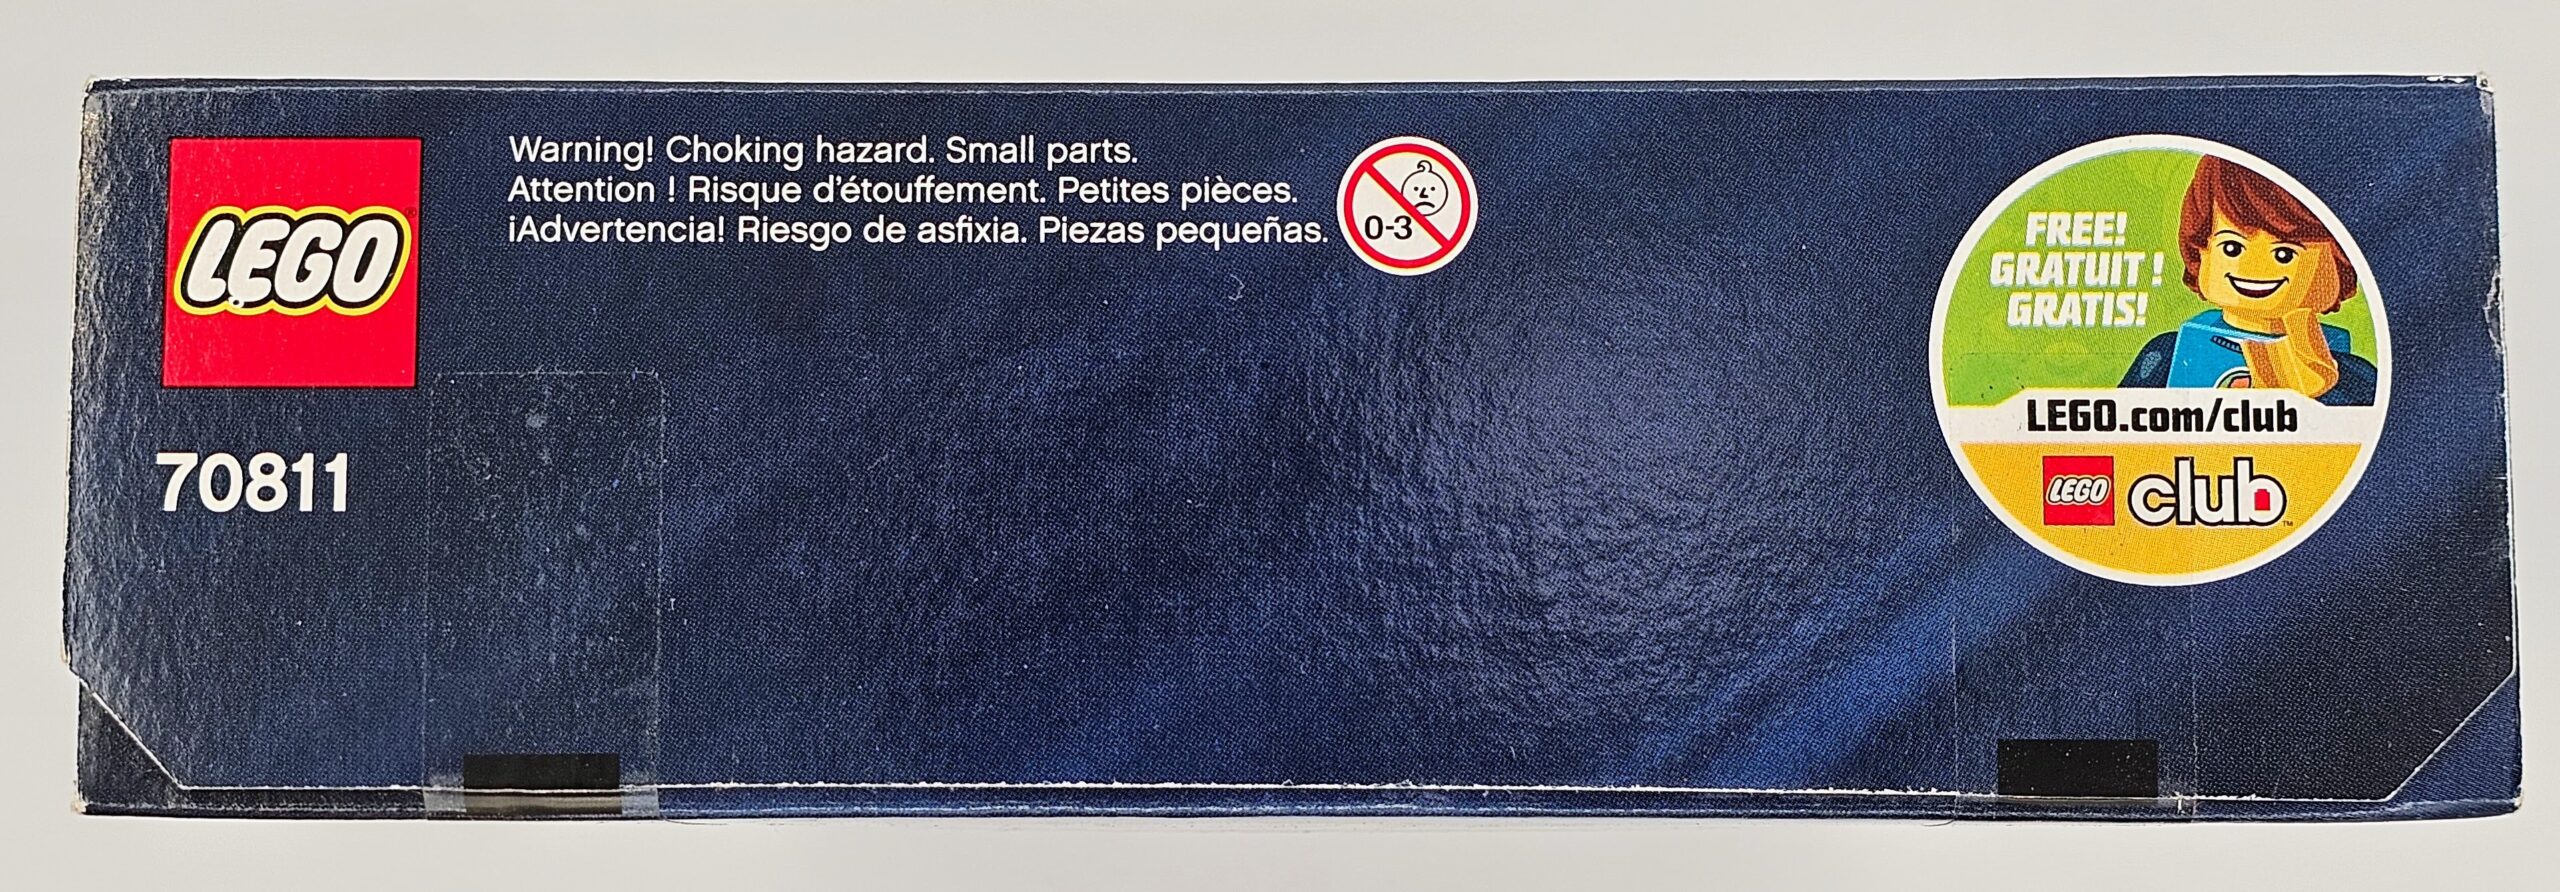 LEGO
70811
Warning! Choking hazard. Small parts.
Attention ! Risque d'étouffement. Petites pièces.
¡Advertencia! Riesgo de asfixia. Piezas pequeñas.
0-3
FREE!
GRATUIT !
GRATIS!
LEGO.com/club
LEGO club™